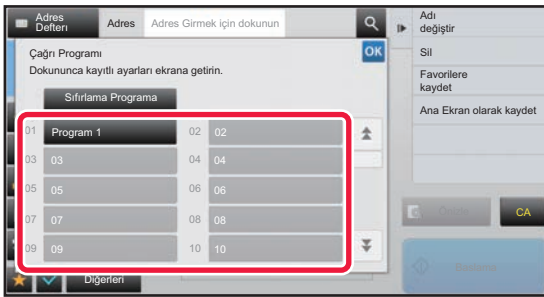 Adres
Defteri
Adres
Adres Girmek için dokunun
Adı
değiştir
Çağrı Programı
OK
Sil
Dokununca kayıtlı ayarları ekrana getirin.
Favorilere
kaydet
Sıfırlama Programa
Ana Ekran olarak kaydet
01 Program 1 02 02
03 03 04 04
05 05 06 06
07 07 08 08
CA
09 09 10 10
Diğerleri